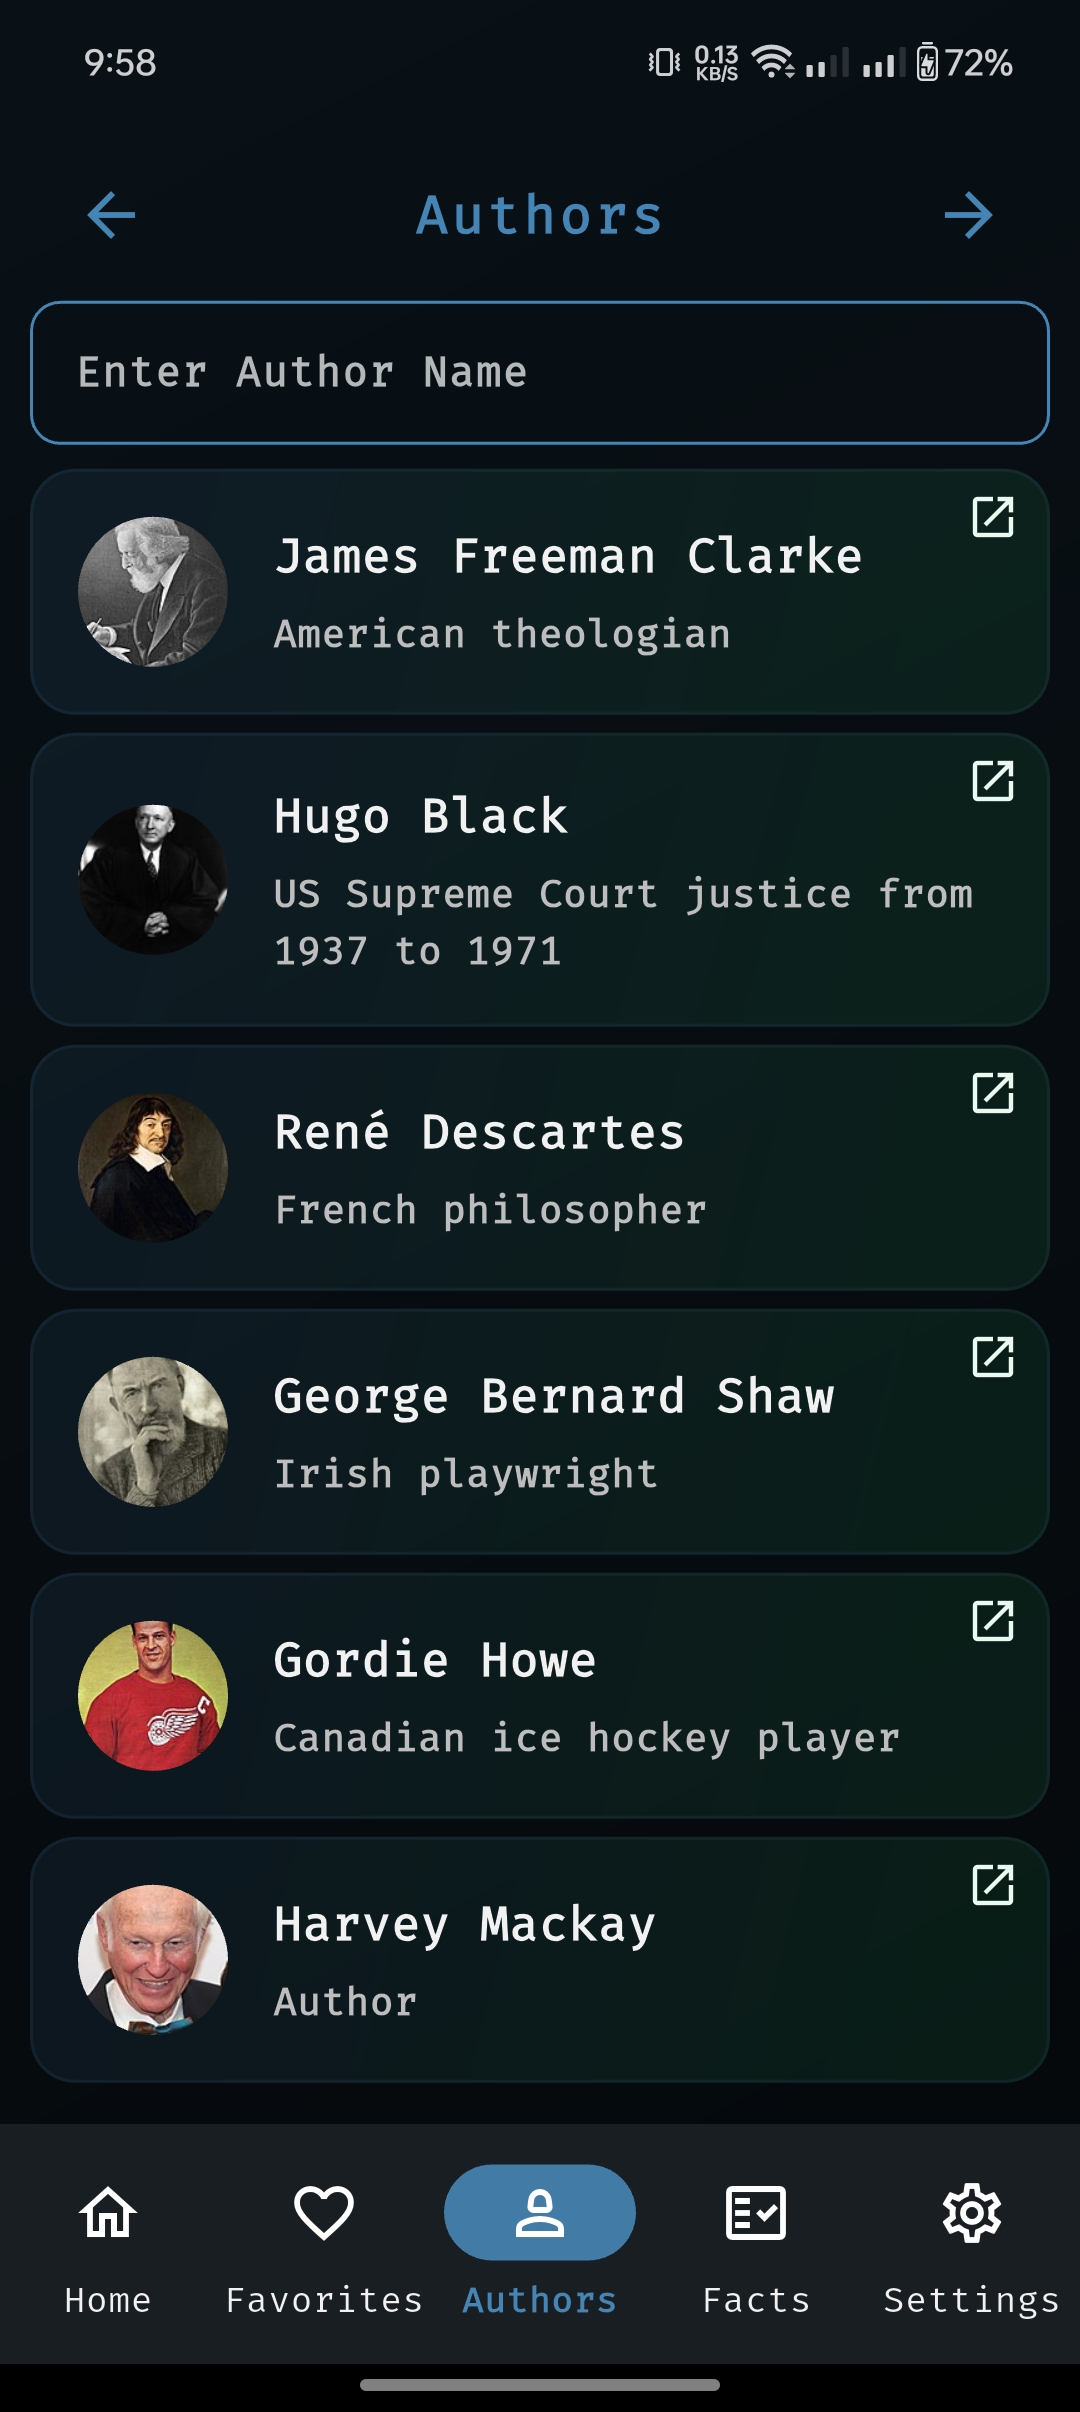 9:58
0.13
KB/S
72%
Authors
Enter Author Name
James Freeman Clarke
American theologian
Hugo Black
US Supreme Court justice from
1937 to 1971
René Descartes
French philosopher
George Bernard Shaw
Irish playwright
Gordie Howe
Canadian ice hockey player
Harvey Mackay
Author
Home
Favorites
Authors
Facts
Settings